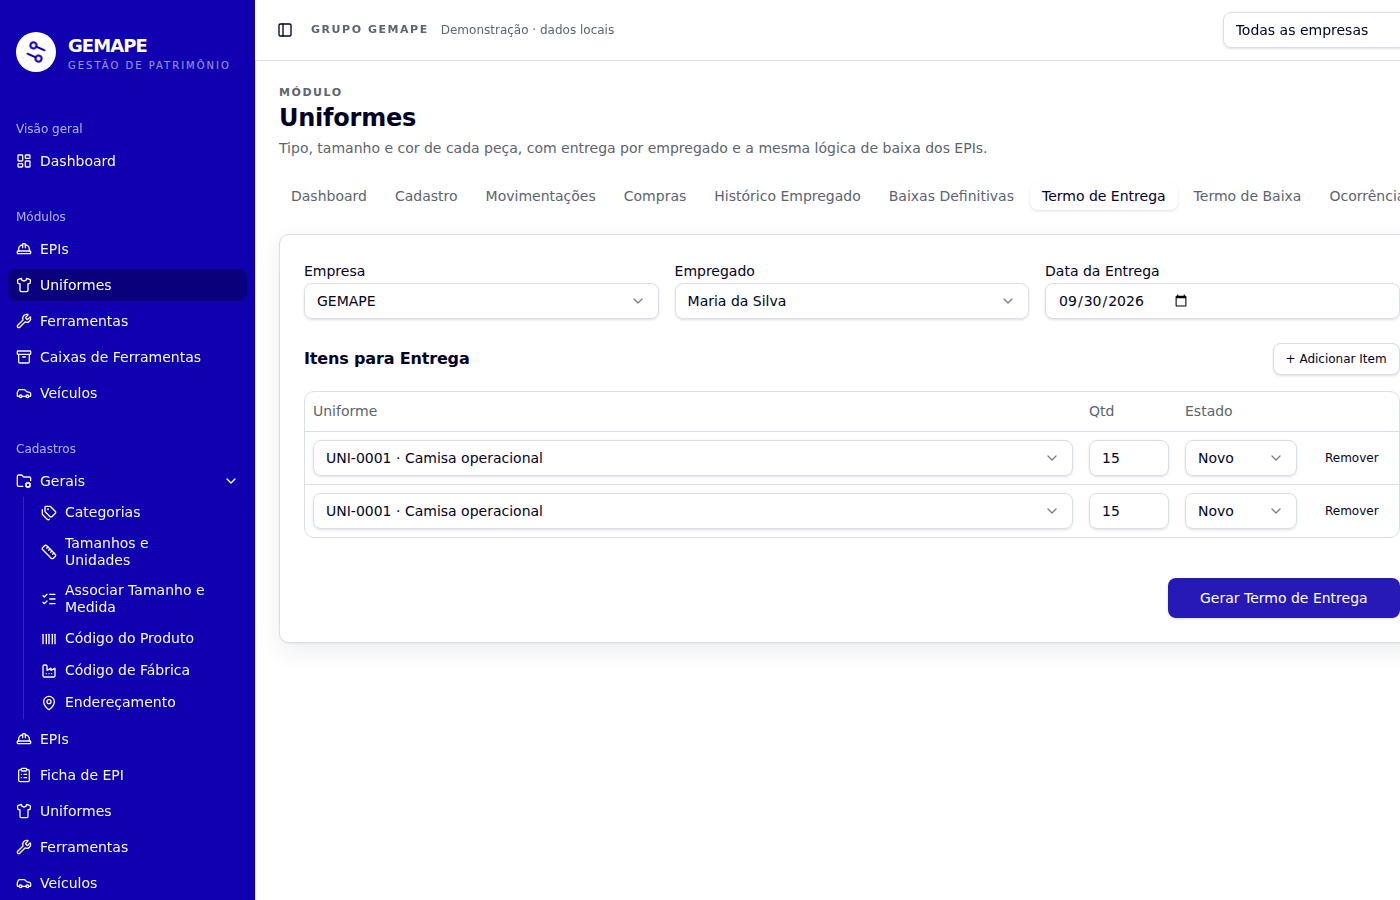 GEMAPE
GESTÃO DE PATRIMÔNIO
Visão geral
Dashboard
Módulos
EPIs
Uniformes
Ferramentas
Caixas de Ferramentas
Veículos
Cadastros
Gerais
Categorias
Tamanhos e
Unidades
Associar Tamanho e
Medida
Código do Produto
Código de Fábrica
Endereçamento
EPIs
Ficha de EPI
Uniformes
Ferramentas
Veículos
GRUPO GEMAPE Demonstração · dados locais
Todas as empresas
MÓDULO
Uniformes
Tipo, tamanho e cor de cada peça, com entrega por empregado e a mesma lógica de baixa dos EPIs.
Dashboard Cadastro Movimentações Compras Histórico Empregado Baixas Definitivas Termo de Entrega Termo de Baixa Ocorrência
Empresa Empregado Data da Entrega
GEMAPE Maria da Silva 09/30/2026
Itens para Entrega + Adicionar Item
Uniforme Qtd Estado
UNI-0001 · Camisa operacional 15 Novo Remover
UNI-0001 · Camisa operacional 15 Novo Remover
Gerar Termo de Entrega